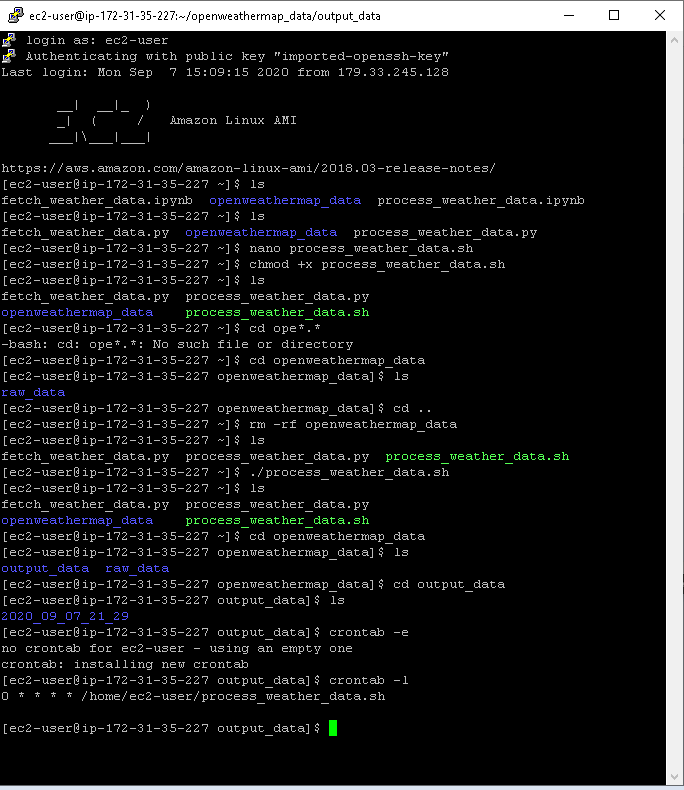 ec2-user@ip-172-31-35-227:~/openweathermap_data/output_data
login as: ec2-user
Authenticating with public key "imported-openssh-key"
Last login: Mon Sep  7 15:09:15 2020 from 179.33.245.128
       __|  __|_  )
       _|  (     /   Amazon Linux AMI
      ___|\___|___|
https://aws.amazon.com/amazon-linux-ami/2018.03-release-notes/
[ec2-user@ip-172-31-35-227 ~]$ ls
fetch_weather_data.ipynb  openweathermap_data  process_weather_data.ipynb
[ec2-user@ip-172-31-35-227 ~]$ ls
fetch_weather_data.py  openweathermap_data  process_weather_data.py
[ec2-user@ip-172-31-35-227 ~]$ nano process_weather_data.sh
[ec2-user@ip-172-31-35-227 ~]$ chmod +x process_weather_data.sh
[ec2-user@ip-172-31-35-227 ~]$ ls
fetch_weather_data.py  process_weather_data.py
openweathermap_data    process_weather_data.sh
[ec2-user@ip-172-31-35-227 ~]$ cd ope*.*
-bash: cd: ope*.*: No such file or directory
[ec2-user@ip-172-31-35-227 ~]$ cd openweathermap_data
[ec2-user@ip-172-31-35-227 openweathermap_data]$ ls
raw_data
[ec2-user@ip-172-31-35-227 openweathermap_data]$ cd ..
[ec2-user@ip-172-31-35-227 ~]$ rm -rf openweathermap_data
[ec2-user@ip-172-31-35-227 ~]$ ls
fetch_weather_data.py  process_weather_data.py  process_weather_data.sh
[ec2-user@ip-172-31-35-227 ~]$ ./process_weather_data.sh
[ec2-user@ip-172-31-35-227 ~]$ ls
fetch_weather_data.py  process_weather_data.py
openweathermap_data    process_weather_data.sh
[ec2-user@ip-172-31-35-227 ~]$ cd openweathermap_data
[ec2-user@ip-172-31-35-227 openweathermap_data]$ ls
output_data  raw_data
[ec2-user@ip-172-31-35-227 openweathermap_data]$ cd output_data
[ec2-user@ip-172-31-35-227 output_data]$ ls
2020_09_07_21_29
[ec2-user@ip-172-31-35-227 output_data]$ crontab -e
no crontab for ec2-user - using an empty one
crontab: installing new crontab
[ec2-user@ip-172-31-35-227 output_data]$ crontab -l
0 * * * * /home/ec2-user/process_weather_data.sh
[ec2-user@ip-172-31-35-227 output_data]$